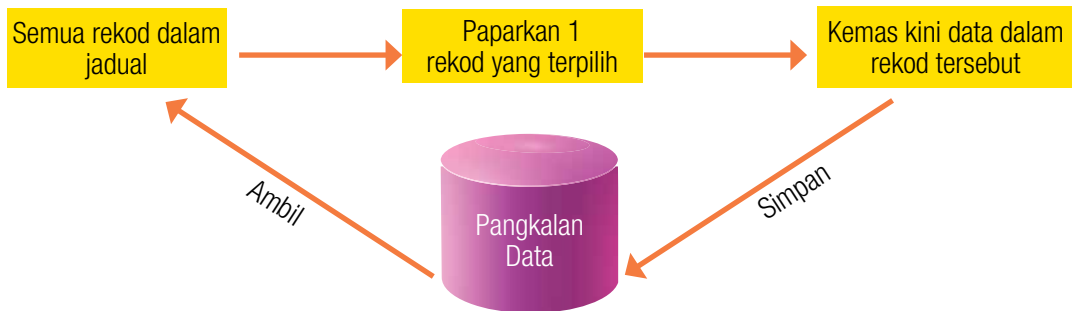 Semua rekod dalam
jadual
Paparkan 1
rekod yang terpilih
Kemas kini data dalam
rekod tersebut
Ambil
Simpan
Pangkalan
Data